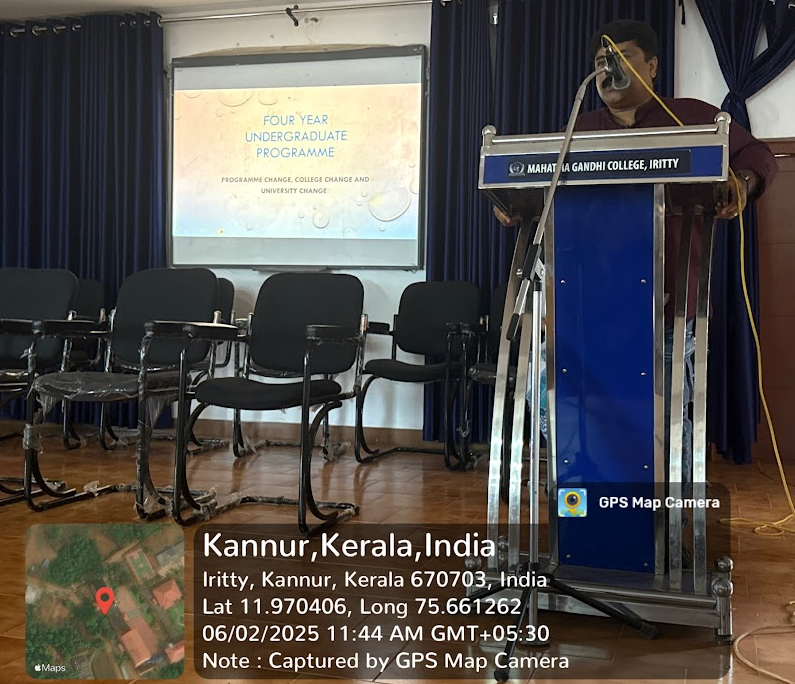 FOUR YEAR
UNDERGRADUATE
PROGRAMME
PROGRAMME CHANGE, COLLEGE CHANGE AND
UNIVERSITY CHANGE
MAHATMA GANDHI COLLEGE, IRITTY
GPS Map Camera
Kannur,Kerala,India
Iritty, Kannur, Kerala 670703, India
Lat 11.970406, Long 75.661262
06/02/2025 11:44 AM GMT+05:30
Note : Captured by GPS Map Camera
Maps